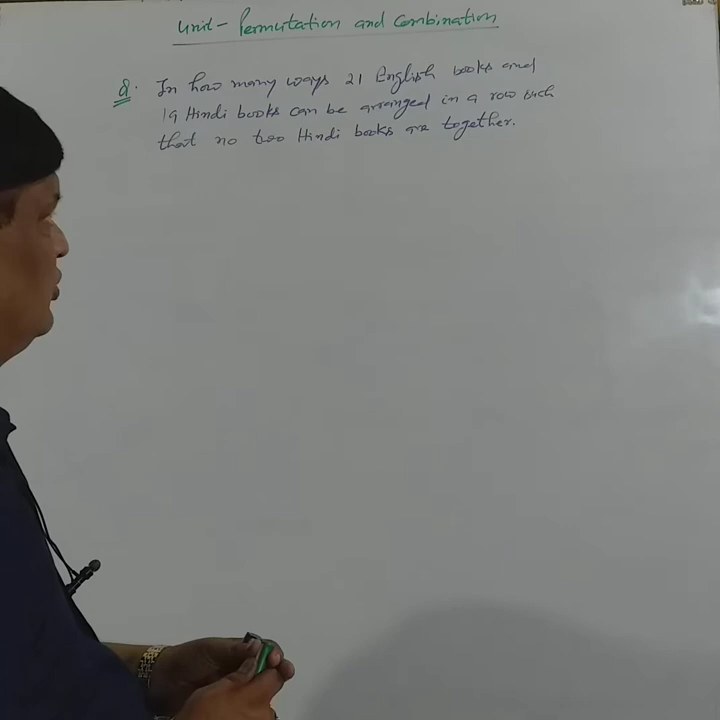 Unit - Permutation and Combination
Q. In how many ways 21 English books and
19 Hindi books can be arranged in a row such
that no two Hindi books are together.